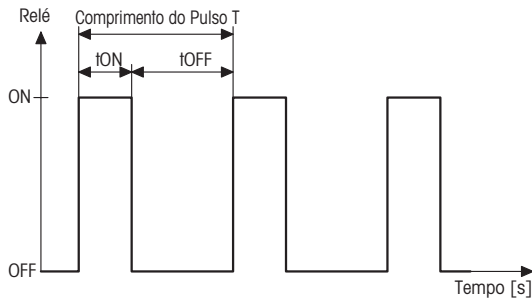 Relé
Comprimento do Pulso T
tON
tOFF
ON
OFF
Tempo [s]